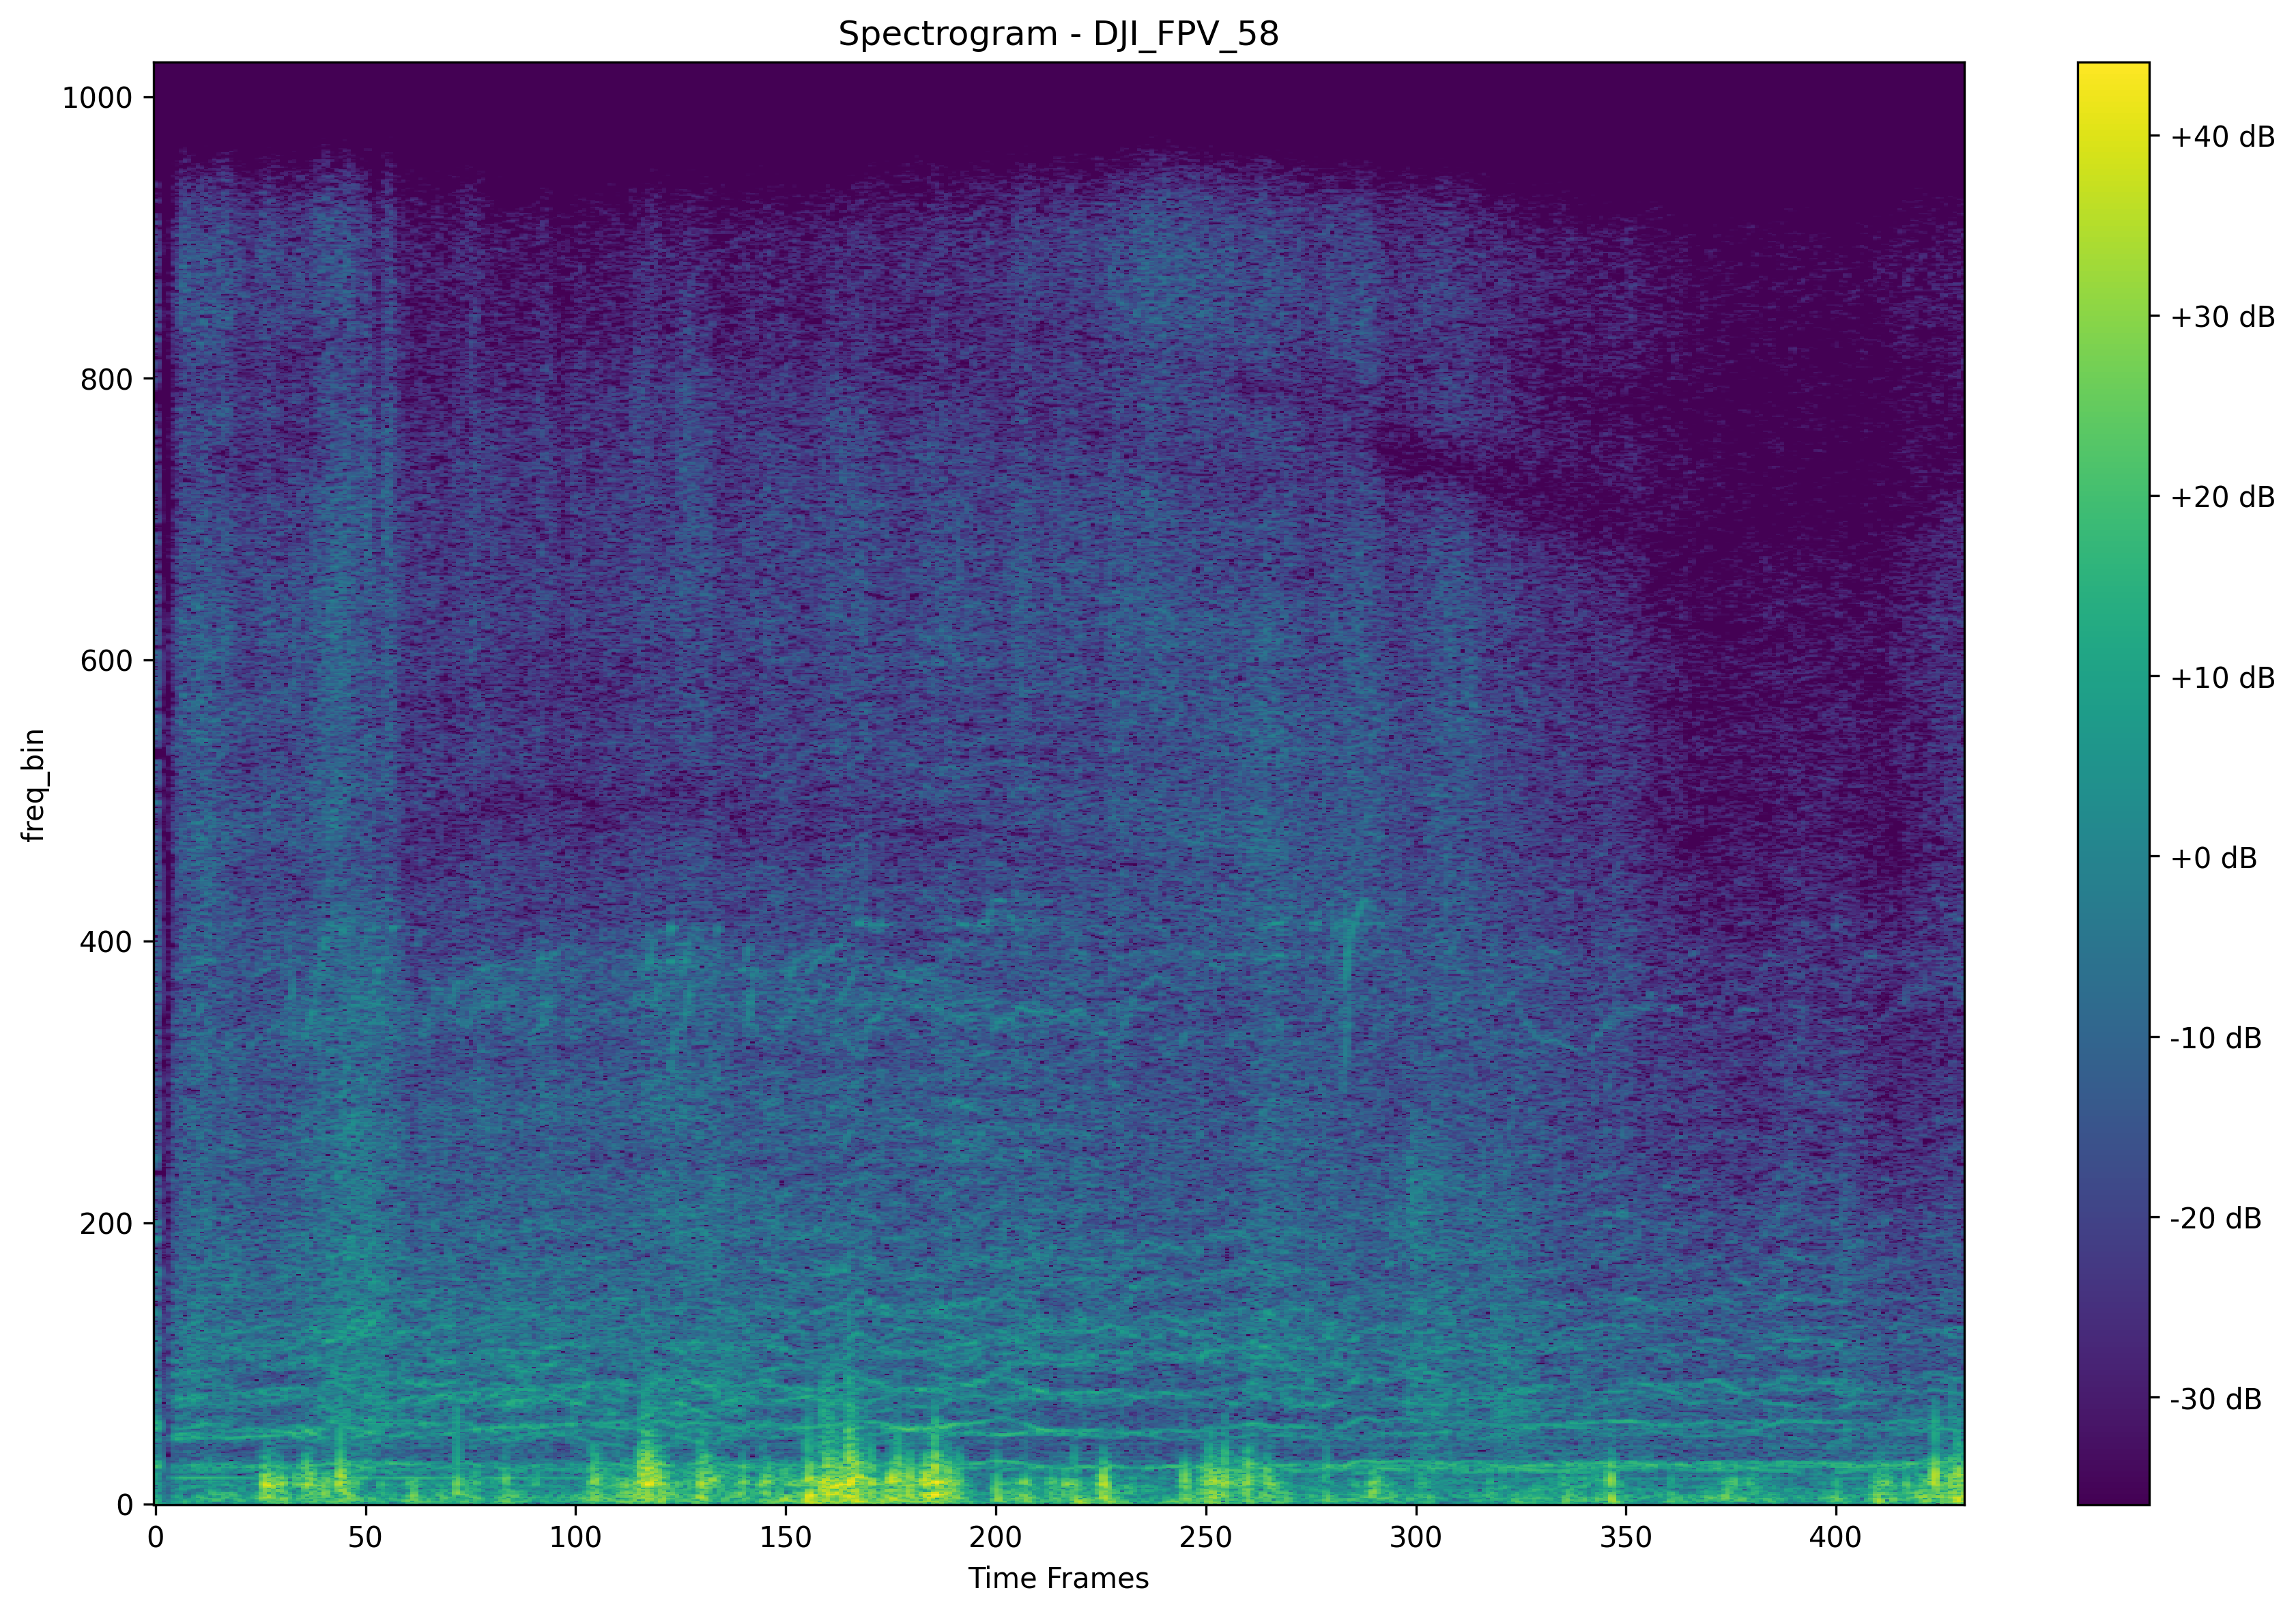 Spectrogram - DJI_FPV_58
freq_bin
1000
800
600
400
200
0
0 50 100 150 200 250 300 350 400
Time Frames
+40 dB
+30 dB
+20 dB
+10 dB
+0 dB
-10 dB
-20 dB
-30 dB